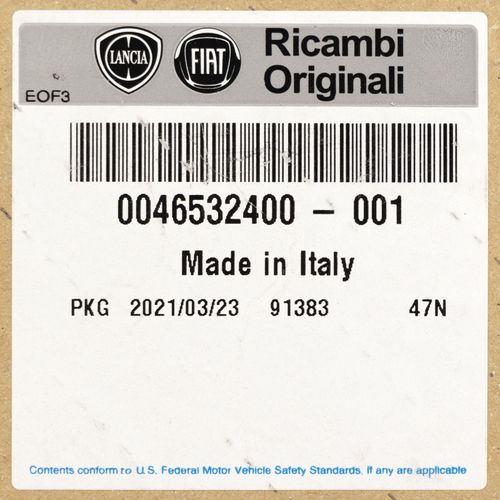 LANCIA FIAT Ricambi
Originali
EOF3
0046532400 – 001
Made in Italy
PKG 2021/03/23 91383 47N
Contents conform to U.S. Federal Motor Vehicle Safety Standards, If any are applicable